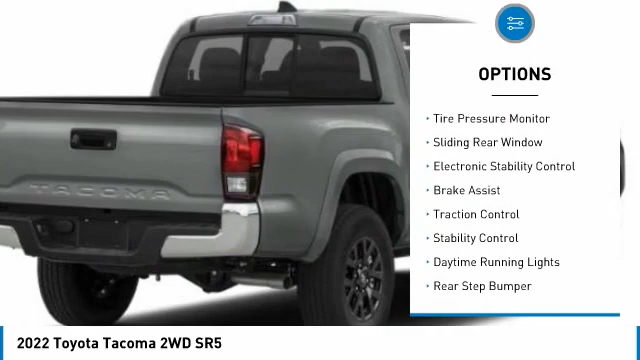 OPTIONS
Tire Pressure Monitor
Sliding Rear Window
Electronic Stability Control
Brake Assist
Traction Control
Stability Control
Daytime Running Lights
Rear Step Bumper
TACOMA
2022 Toyota Tacoma 2WD SR5